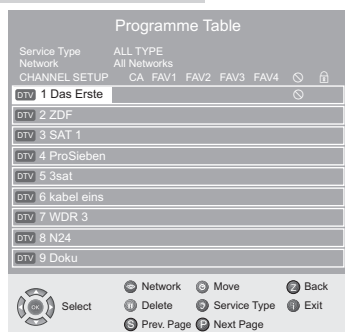 Programme Table
Service Type ALL TYPE
Network All Networks
CHANNEL SETUP CA FAV1 FAV2 FAV3 FAV4
DTV 1 Das Erste
DTV 2 ZDF
DTV 3 SAT 1
DTV 4 ProSieben
DTV 5 3sat
DTV 6 kabel eins
DTV 7 WDR 3
DTV 8 N24
DTV 9 Doku
Network Move Z Back
OK Select Delete Service Type i Exit
S Prev. Page P Next Page